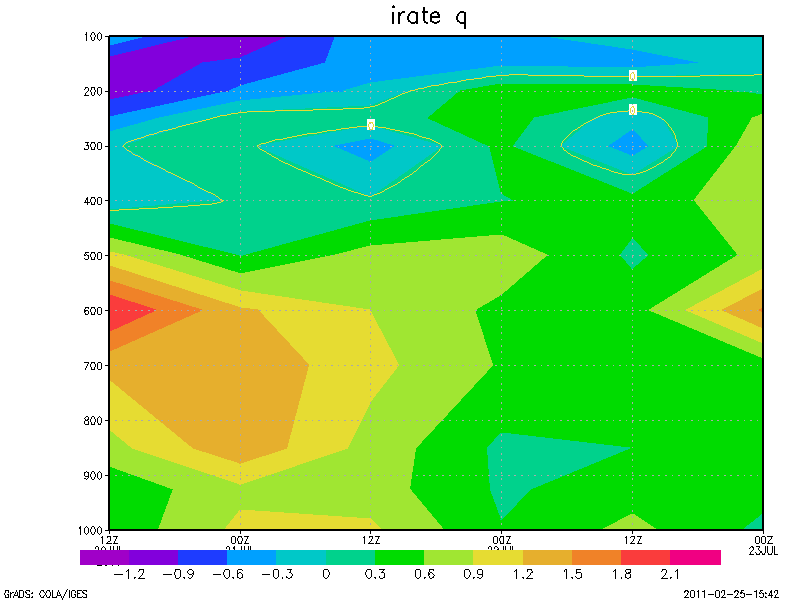 irate q
100
200
300
400
500
600
700
800
900
1000
0
0
0
12Z
00Z
12Z
00Z
12Z
00Z
23JUL
-1.2 -0.9 -0.6 -0.3 0 0.3 0.6 0.9 1.2 1.5 1.8 2.1
GrADS: COLA/IGES
2011-02-25-15:42